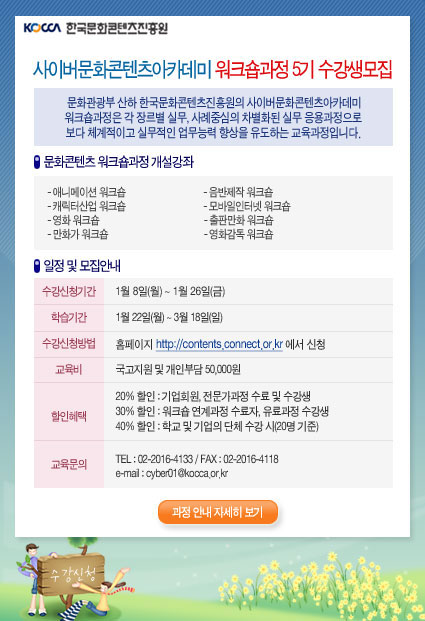 KOCCA 한국문화콘텐츠진흥원
사이버문화콘텐츠아카데미 워크숍과정 5기 수강생모집
문화관광부 산하 한국문화콘텐츠진흥원의 사이버문화콘텐츠아카데미
워크숍과정은 각 장르별 실무, 사례중심의 차별화된 실무 응용과정으로
보다 체계적이고 실무적인 업무능력 향상을 유도하는 교육과정입니다.
문화콘텐츠 워크숍과정 개설강좌
- 애니메이션 워크숍
- 캐릭터산업 워크숍
- 영화 워크숍
- 만화가 워크숍
- 음반제작 워크숍
- 모바일인터넷 워크숍
- 출판만화 워크숍
- 영화감독 워크숍
일정 및 모집안내
수강신청기간 1월 8일(월) ~ 1월 26일(금)
학습기간 1월 22일(월) ~ 3월 18일(일)
수강신청방법 홈페이지 http://contents.connect.or.kr 에서 신청
교육비 국고지원 및 개인부담 50,000원
할인혜택
20% 할인 : 기업회원, 전문가과정 수료 및 수강생
30% 할인 : 워크숍 연계과정 수료자, 유료과정 수강생
40% 할인 : 학교 및 기업의 단체 수강 시(20명 기준)
교육문의
TEL : 02-2016-4133 / FAX : 02-2016-4118
e-mail : cyber01@kocca.or.kr
과정 안내 자세히 보기
수강신청